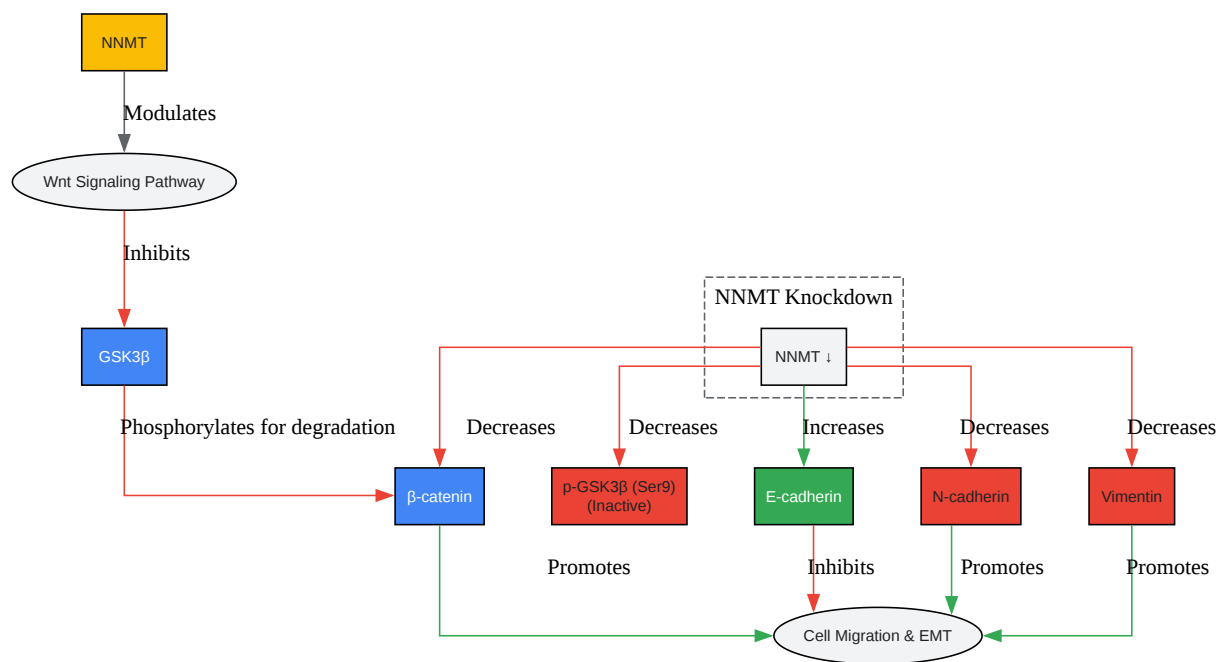 NNMT
Modulates
Wnt Signaling Pathway
Inhibits
NNMT Knockdown
GSK3β
NNMT ↓
Phosphorylates for degradation
Decreases
Decreases
Increases
Decreases
Decreases
β-catenin
p-GSK3β (Ser9)
(Inactive)
E-cadherin
N-cadherin
Vimentin
Promotes
Inhibits
Promotes
Promotes
Cell Migration & EMT